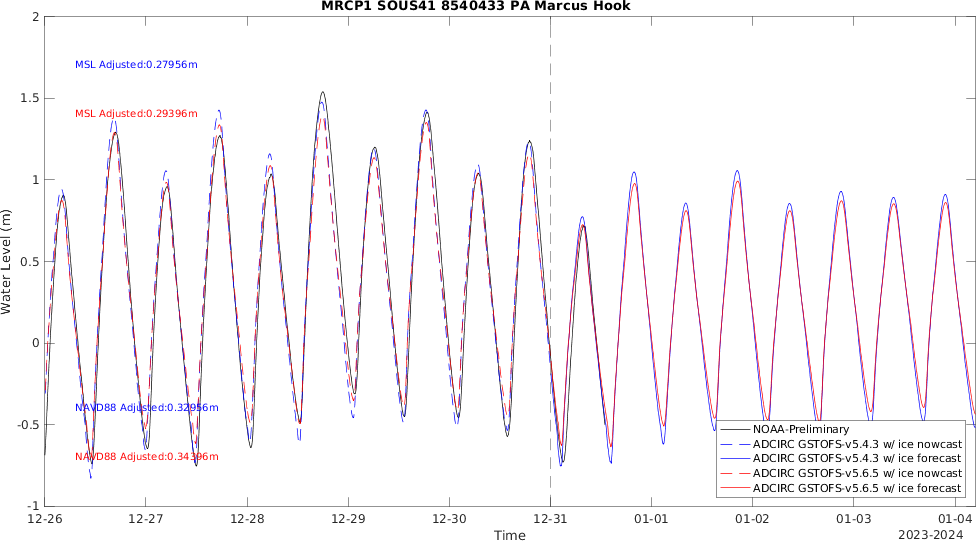 MRCP1 SOUS41 8540433 PA Marcus Hook
2
1.5
1
0.5
0
-0.5
-1
Water Level (m)
MSL Adjusted:0.27956m
MSL Adjusted:0.29396m
NAVD88 Adjusted:0.32956m
NAVD88 Adjusted:0.34396m
NOAA-Preliminary
ADCIRC GSTOFS-v5.4.3 w/ ice nowcast
ADCIRC GSTOFS-v5.4.3 w/ ice forecast
ADCIRC GSTOFS-v5.6.5 w/ ice nowcast
ADCIRC GSTOFS-v5.6.5 w/ ice forecast
12-26 12-27 12-28 12-29 12-30 12-31 01-01 01-02 01-03 01-04
Time
2023-2024